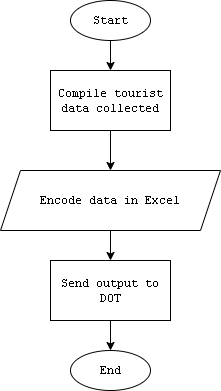 Start
Compile tourist
data collected
Encode data in Excel
Send output to
DOT
End